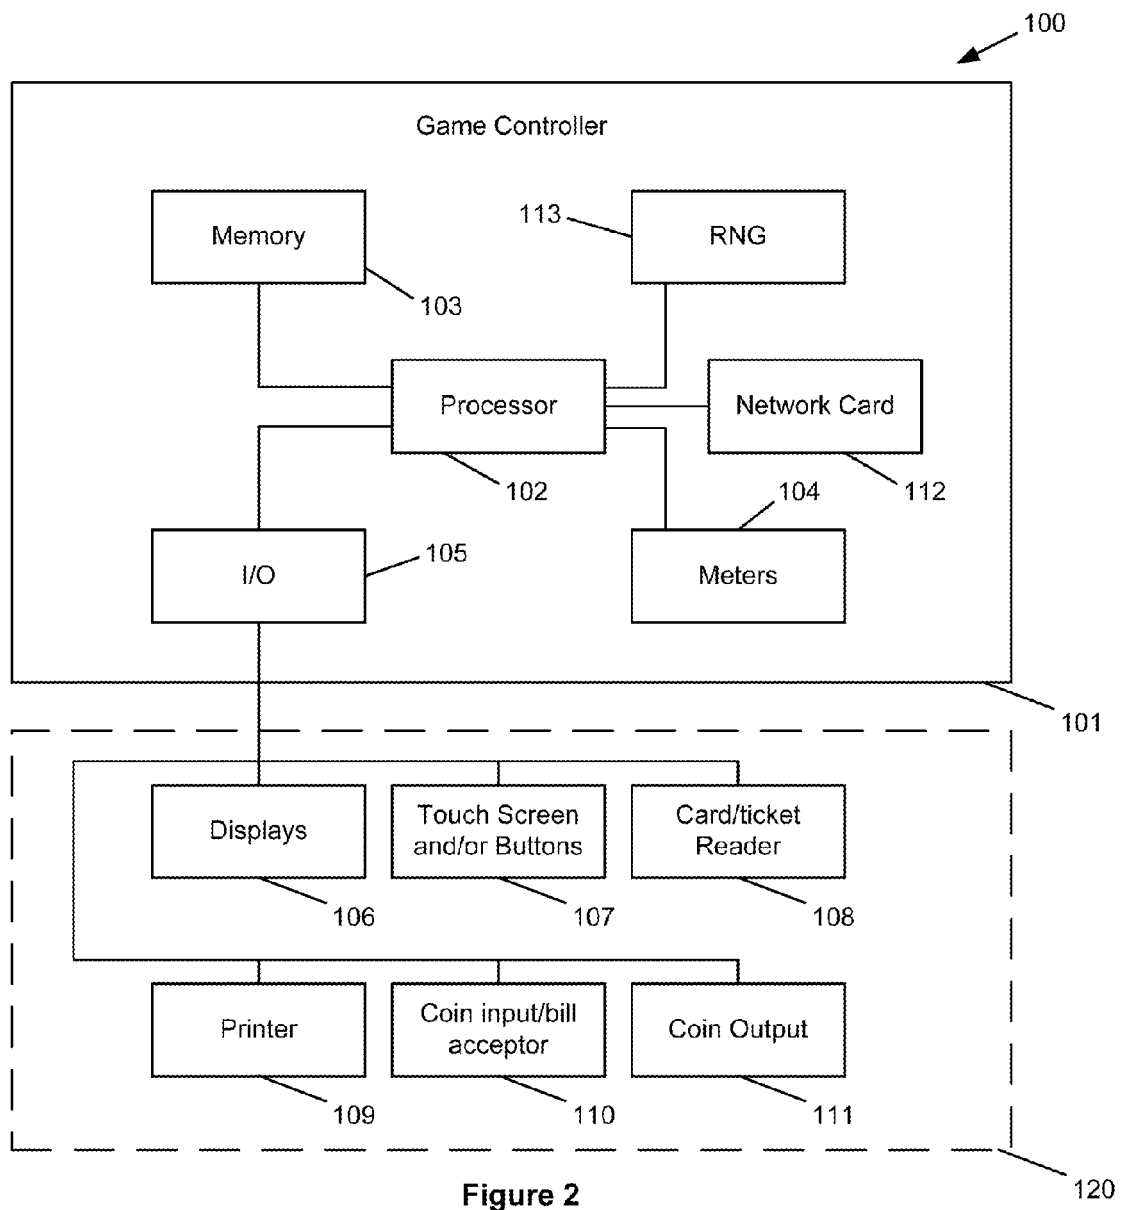 100
Game Controller
Memory
113
RNG
103
Processor
Network Card
102
104
112
105
I/O
Meters
101
Displays
Touch Screen
and/or Buttons
Card/ticket
Reader
106
107
108
Printer
Coin input/bill
acceptor
Coin Output
109
110
111
120
Figure 2